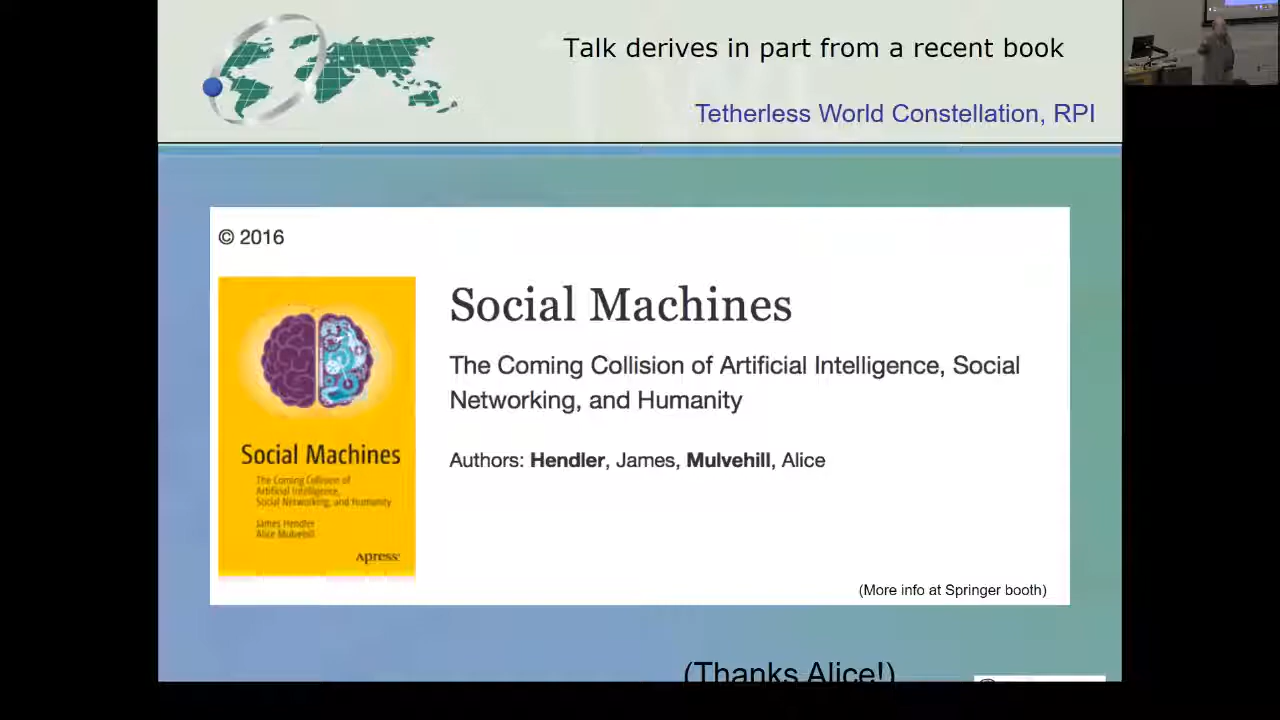 Talk derives in part from a recent book
Tetherless World Constellation, RPI
© 2016
Social Machines
The Coming Collision of Artificial Intelligence, Social
Networking, and Humanity
Authors: Hendler, James, Mulvehill, Alice
Social Machines
The Coming Collision of
Artificial Intelligence,
Social Networking, and Humanity
James Hendler
Alice Mulvehill
Apress
(More info at Springer booth)
(Thanks Alice!)